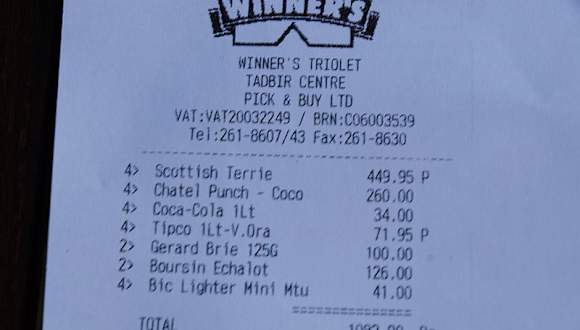 WINNER'S
WINNER'S TRIOLET
TADBIR CENTRE
PICK & BUY LTD
VAT:VAT20032249 / BRN:C06003539
Tel:261-8607/43 Fax:261-8630
4> Scottish Terrie 449.95 P
4> Chatel Punch - Coco 260.00
4> Coca-Cola 1Lt 34.00
4> Tipco 1Lt-V.Ora 71.95 P
2> Gerard Brie 125G 100.00
2> Boursin Echalot 126.00
4> Bic Lighter Mini Mtu 41.00
TOTAL